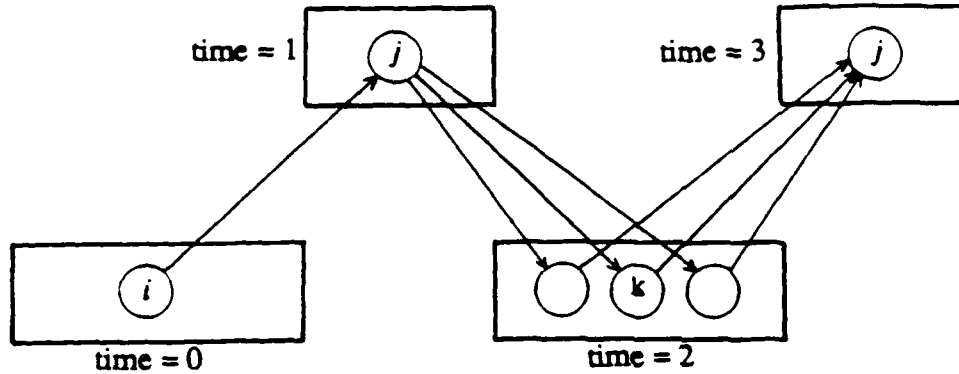 time = 1
j
time = 3
j
i
k
time = 0
time = 2